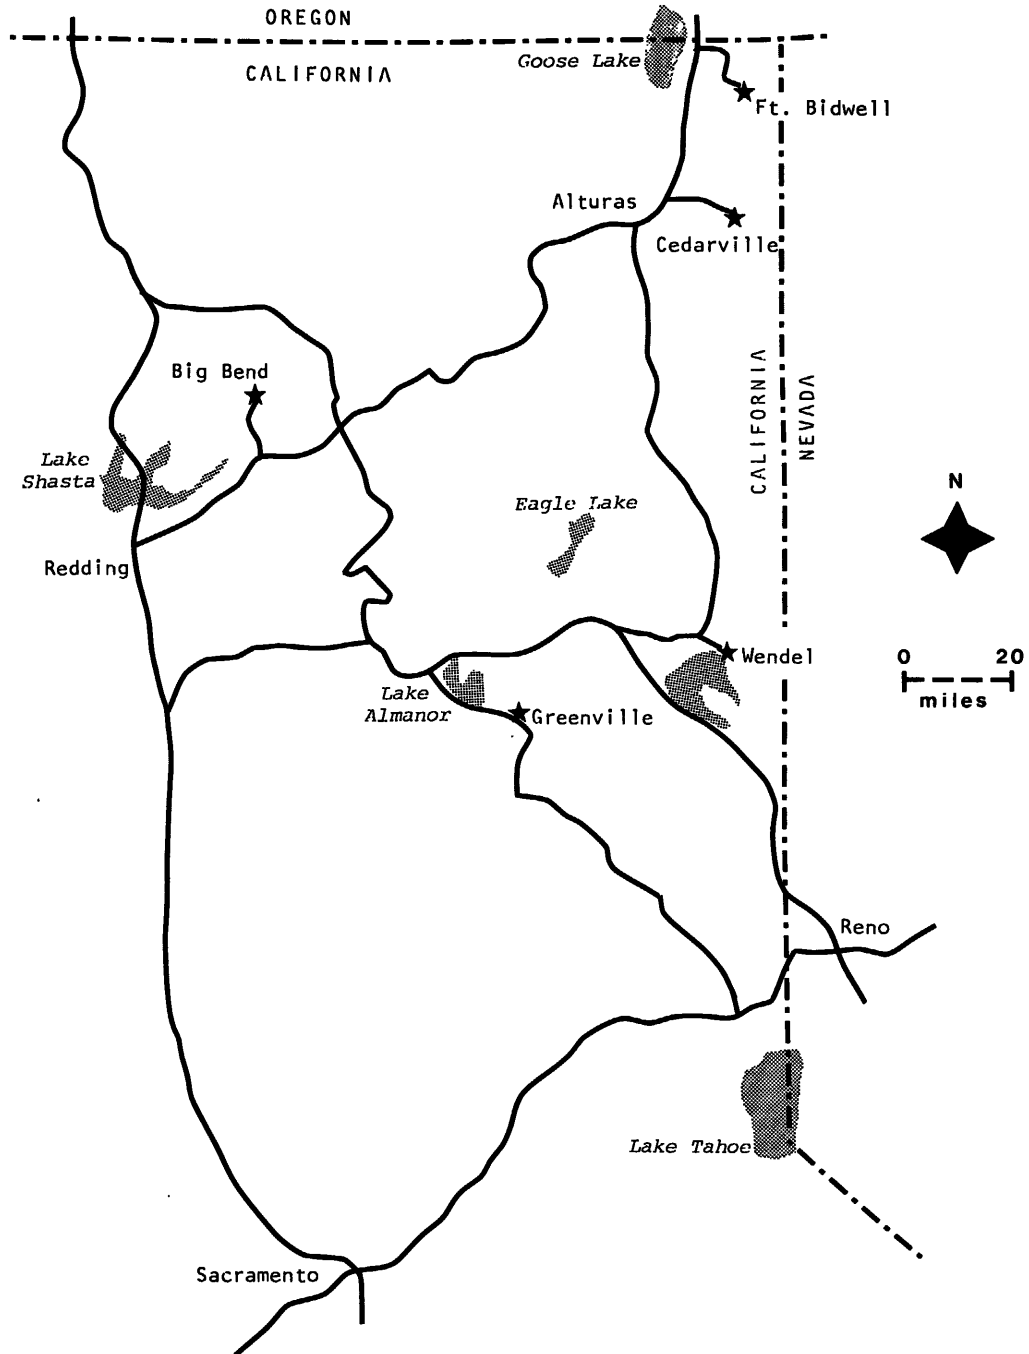 OREGON
Goose Lake
CALIFORNIA
Ft. Bidwell
Alturas
Cedarville
Big Bend
CALIFORNIA
NEVADA
Lake
Shasta
Eagle Lake
N
Redding
Wendel
0 20
miles
Lake
Almanor
Greenville
Reno
Lake Tahoe
Sacramento